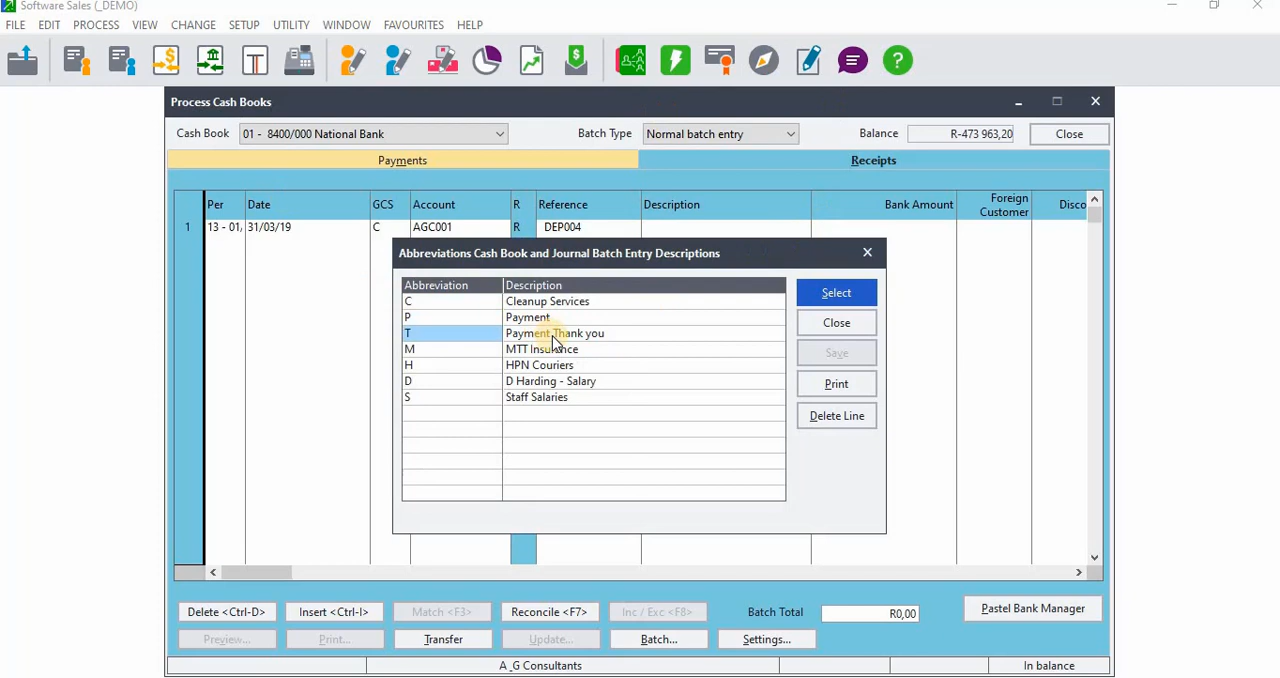 Software Sales (_DEMO)
FILE EDIT PROCESS VIEW CHANGE SETUP UTILITY WINDOW FAVOURITES HELP
Process Cash Books
Cash Book 01 - 8400/000 National Bank Batch Type Normal batch entry Balance R-473 963,20 Close
Payments Receipts
Per Date GCS Account R Reference Description Bank Amount Foreign Customer Disco
1 13 - 01, 31/03/19 C AGC001 R DEP004
Abbreviations Cash Book and Journal Batch Entry Descriptions
Abbreviation Description
C Cleanup Services
P Payment
T Payment Thank you
M MTT Insurance
H HPN Couriers
D D Harding - Salary
S Staff Salaries
Select
Close
Save
Print
Delete Line
Delete <Ctrl-D> Insert <Ctrl-I> Match <F3> Reconcile <F7> Inc / Exc <F8> Batch Total R0,00 Pastel Bank Manager
Preview... Print... Transfer Update... Batch... Settings...
A_G Consultants In balance